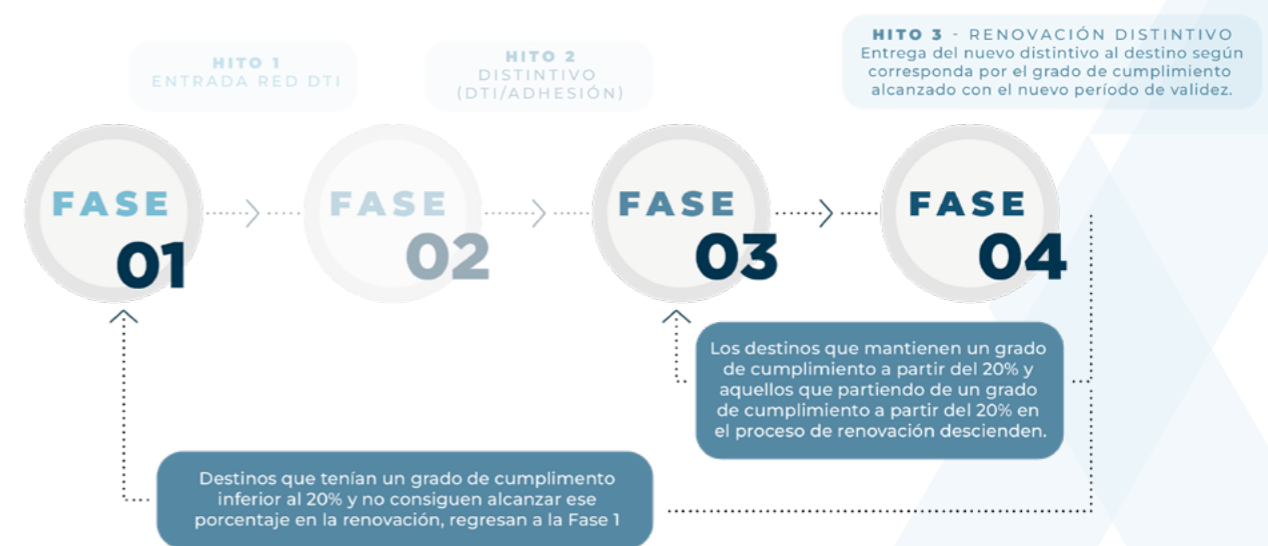 HITO 1
ENTRADA RED DTI
HITO 2
DISTINTIVO
(DTI/ADHESIÓN)
HITO 3 - RENOVACIÓN DISTINTIVO
Entrega del nuevo distintivo al destino según
corresponda por el grado de cumplimiento
alcanzado con el nuevo período de validez.
FASE
01
FASE
02
FASE
03
FASE
04
Los destinos que mantienen un grado
de cumplimiento a partir del 20% y
aquellos que partiendo de un grado
de cumplimiento a partir del 20% en
el proceso de renovación descienden.
Destinos que tenían un grado de cumplimento
inferior al 20% y no consiguen alcanzar ese
porcentaje en la renovación, regresan a la Fase 1